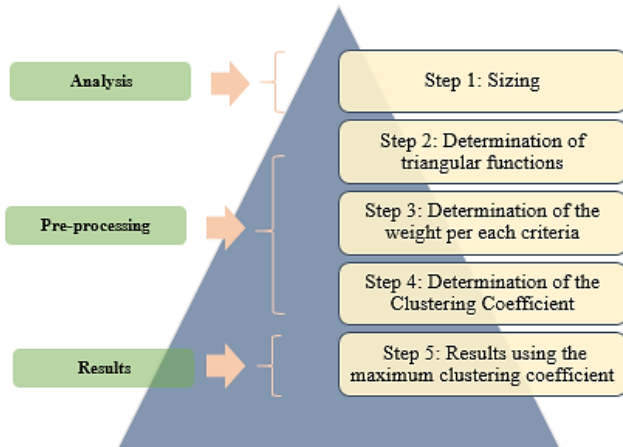 Analysis
Step 1: Sizing
Step 2: Determination of
triangular functions
Pre-processing
Step 3: Determination of the
weight per each criteria
Step 4: Determination of the
Clustering Coefficient
Results
Step 5: Results using the
maximum clustering coefficient